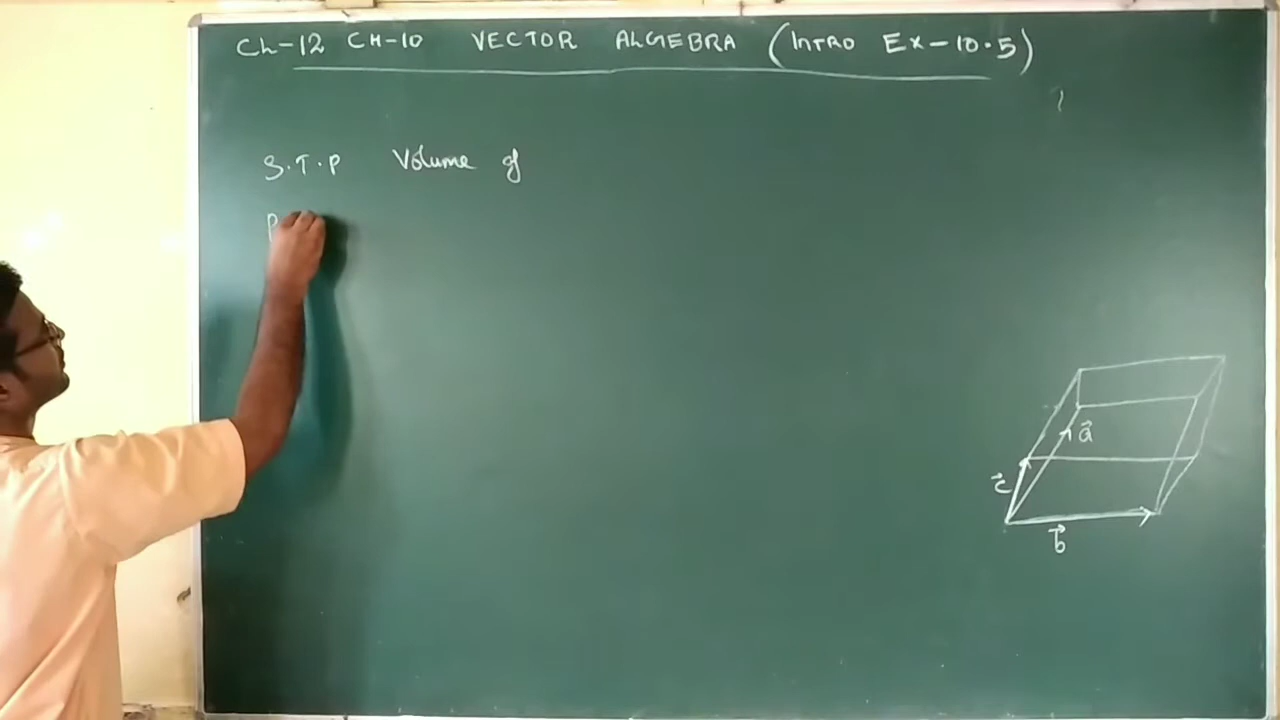 Ch-12 CH-10 VECTOR ALGEBRA (INTRO EX-10.5)
S.T.P Volume of
P
a⃗
c⃗
b⃗